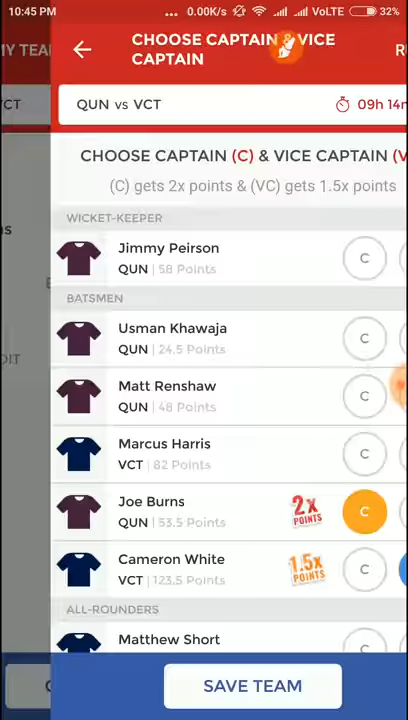 10:45 PM
... 0.00K/s VoLTE 32%
MY TEAM
CHOOSE CAPTAIN & VICE
CAPTAIN
R
VCT
QUN vs VCT
09h 14m
CHOOSE CAPTAIN (C) & VICE CAPTAIN (V
(C) gets 2x points & (VC) gets 1.5x points
WICKET-KEEPER
Jimmy Peirson
QUN | 58 Points
C
BATSMEN
Usman Khawaja
QUN | 24.5 Points
C
Matt Renshaw
QUN | 48 Points
C
Marcus Harris
VCT | 82 Points
C
Joe Burns
QUN | 53.5 Points
2x
POINTS
C
Cameron White
VCT | 123.5 Points
1.5x
POINTS
C
ALL-ROUNDERS
Matthew Short
C
SAVE TEAM